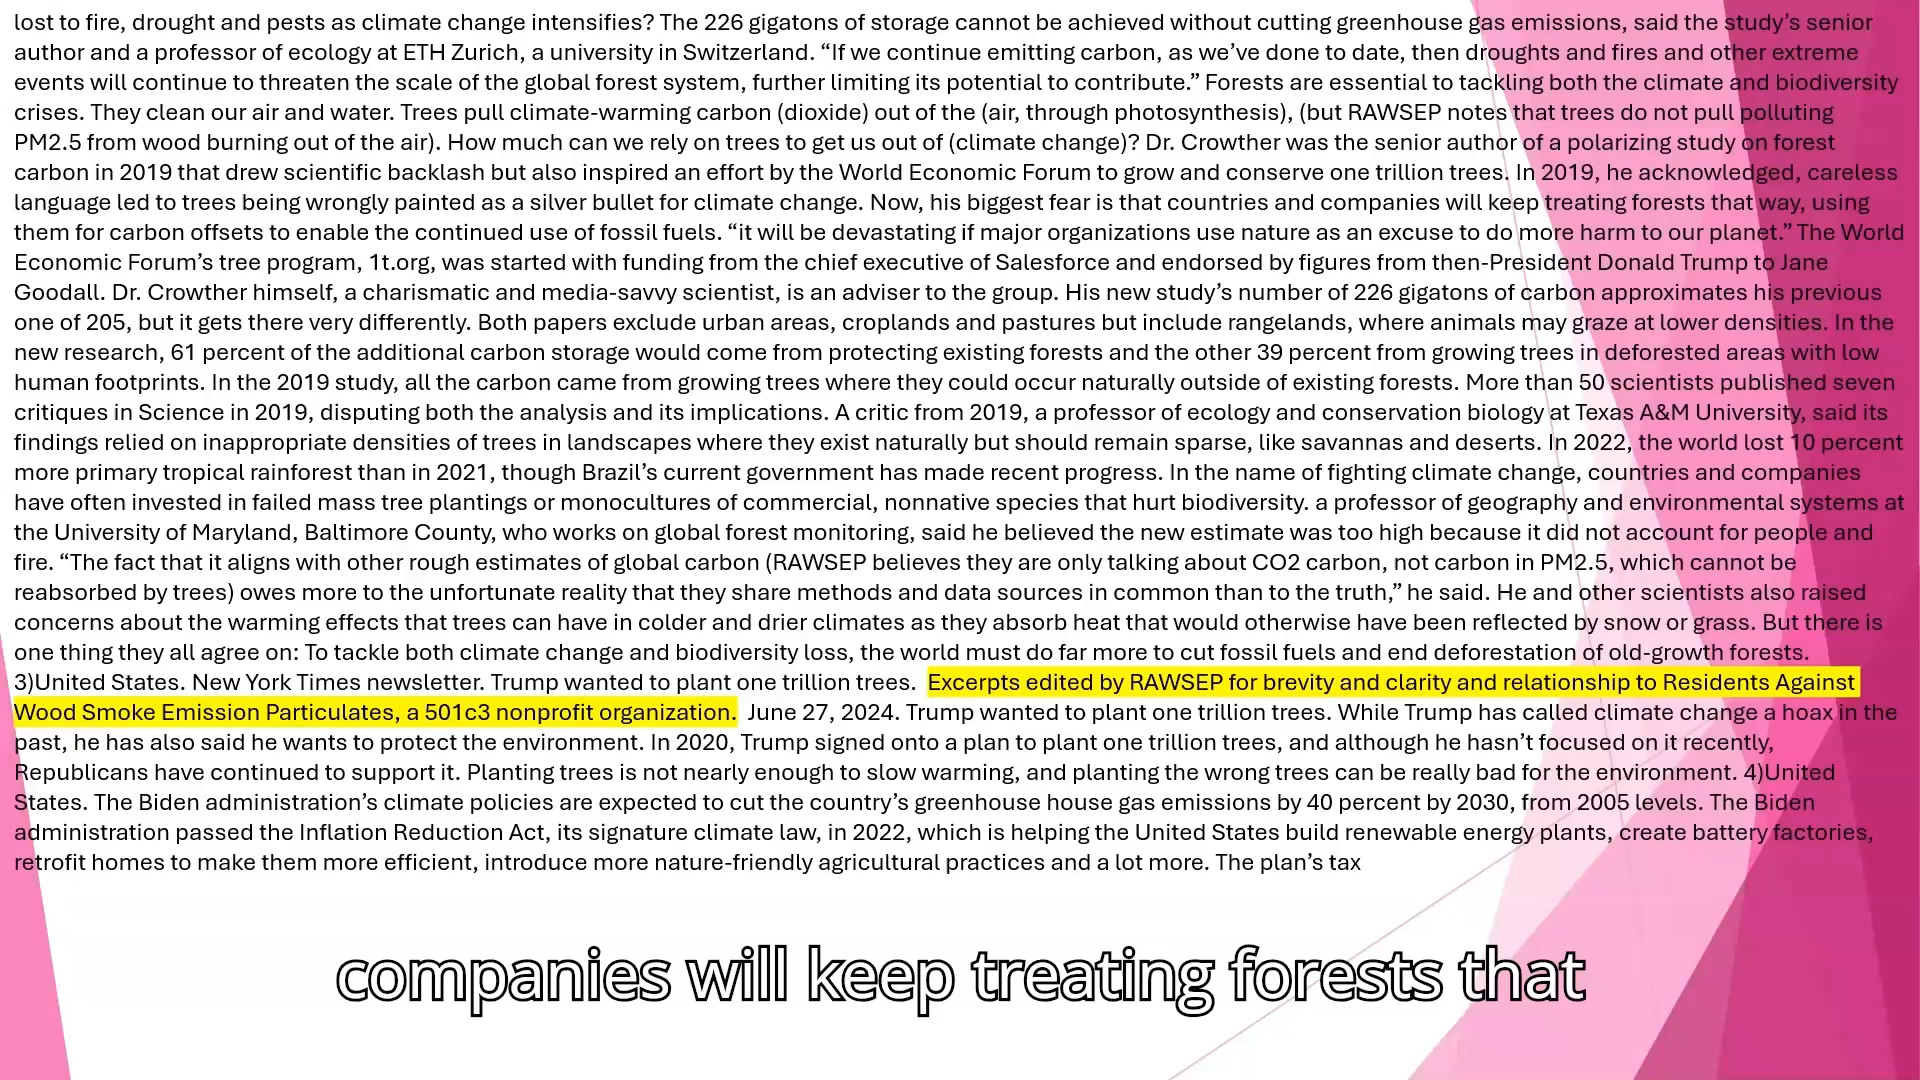 lost to fire, drought and pests as climate change intensifies? The 226 gigatons of storage cannot be achieved without cutting greenhouse gas emissions, said the study’s senior
author and a professor of ecology at ETH Zurich, a university in Switzerland. “If we continue emitting carbon, as we’ve done to date, then droughts and fires and other extreme
events will continue to threaten the scale of the global forest system, further limiting its potential to contribute.” Forests are essential to tackling both the climate and biodiversity
crises. They clean our air and water. Trees pull climate-warming carbon (dioxide) out of the (air, through photosynthesis), (but RAWSEP notes that trees do not pull polluting
PM2.5 from wood burning out of the air). How much can we rely on trees to get us out of (climate change)? Dr. Crowther was the senior author of a polarizing study on forest
carbon in 2019 that drew scientific backlash but also inspired an effort by the World Economic Forum to grow and conserve one trillion trees. In 2019, he acknowledged, careless
language led to trees being wrongly painted as a silver bullet for climate change. Now, his biggest fear is that countries and companies will keep treating forests that way, using
them for carbon offsets to enable the continued use of fossil fuels. “it will be devastating if major organizations use nature as an excuse to do more harm to our planet.” The World
Economic Forum’s tree program, 1t.org, was started with funding from the chief executive of Salesforce and endorsed by figures from then-President Donald Trump to Jane
Goodall. Dr. Crowther himself, a charismatic and media-savvy scientist, is an adviser to the group. His new study’s number of 226 gigatons of carbon approximates his previous
one of 205, but it gets there very differently. Both papers exclude urban areas, croplands and pastures but include rangelands, where animals may graze at lower densities. In the
new research, 61 percent of the additional carbon storage would come from protecting existing forests and the other 39 percent from growing trees in deforested areas with low
human footprints. In the 2019 study, all the carbon came from growing trees where they could occur naturally outside of existing forests. More than 50 scientists published seven
critiques in Science in 2019, disputing both the analysis and its implications. A critic from 2019, a professor of ecology and conservation biology at Texas A&M University, said its
findings relied on inappropriate densities of trees in landscapes where they exist naturally but should remain sparse, like savannas and deserts. In 2022, the world lost 10 percent
more primary tropical rainforest than in 2021, though Brazil’s current government has made recent progress. In the name of fighting climate change, countries and companies
have often invested in failed mass tree plantings or monocultures of commercial, nonnative species that hurt biodiversity. a professor of geography and environmental systems at
the University of Maryland, Baltimore County, who works on global forest monitoring, said he believed the new estimate was too high because it did not account for people and
fire. “The fact that it aligns with other rough estimates of global carbon (RAWSEP believes they are only talking about CO2 carbon, not carbon in PM2.5, which cannot be
reabsorbed by trees) owes more to the unfortunate reality that they share methods and data sources in common than to the truth,” he said. He and other scientists also raised
concerns about the warming effects that trees can have in colder and drier climates as they absorb heat that would otherwise have been reflected by snow or grass. But there is
one thing they all agree on: To tackle both climate change and biodiversity loss, the world must do far more to cut fossil fuels and end deforestation of old-growth forests.
3)United States. New York Times newsletter. Trump wanted to plant one trillion trees. Excerpts edited by RAWSEP for brevity and clarity and relationship to Residents Against
Wood Smoke Emission Particulates, a 501c3 nonprofit organization. June 27, 2024. Trump wanted to plant one trillion trees. While Trump has called climate change a hoax in the
past, he has also said he wants to protect the environment. In 2020, Trump signed onto a plan to plant one trillion trees, and although he hasn’t focused on it recently,
Republicans have continued to support it. Planting trees is not nearly enough to slow warming, and planting the wrong trees can be really bad for the environment. 4)United
States. The Biden administration’s climate policies are expected to cut the country’s greenhouse house gas emissions by 40 percent by 2030, from 2005 levels. The Biden
administration passed the Inflation Reduction Act, its signature climate law, in 2022, which is helping the United States build renewable energy plants, create battery factories,
retrofit homes to make them more efficient, introduce more nature-friendly agricultural practices and a lot more. The plan’s tax
companies will keep treating forests that